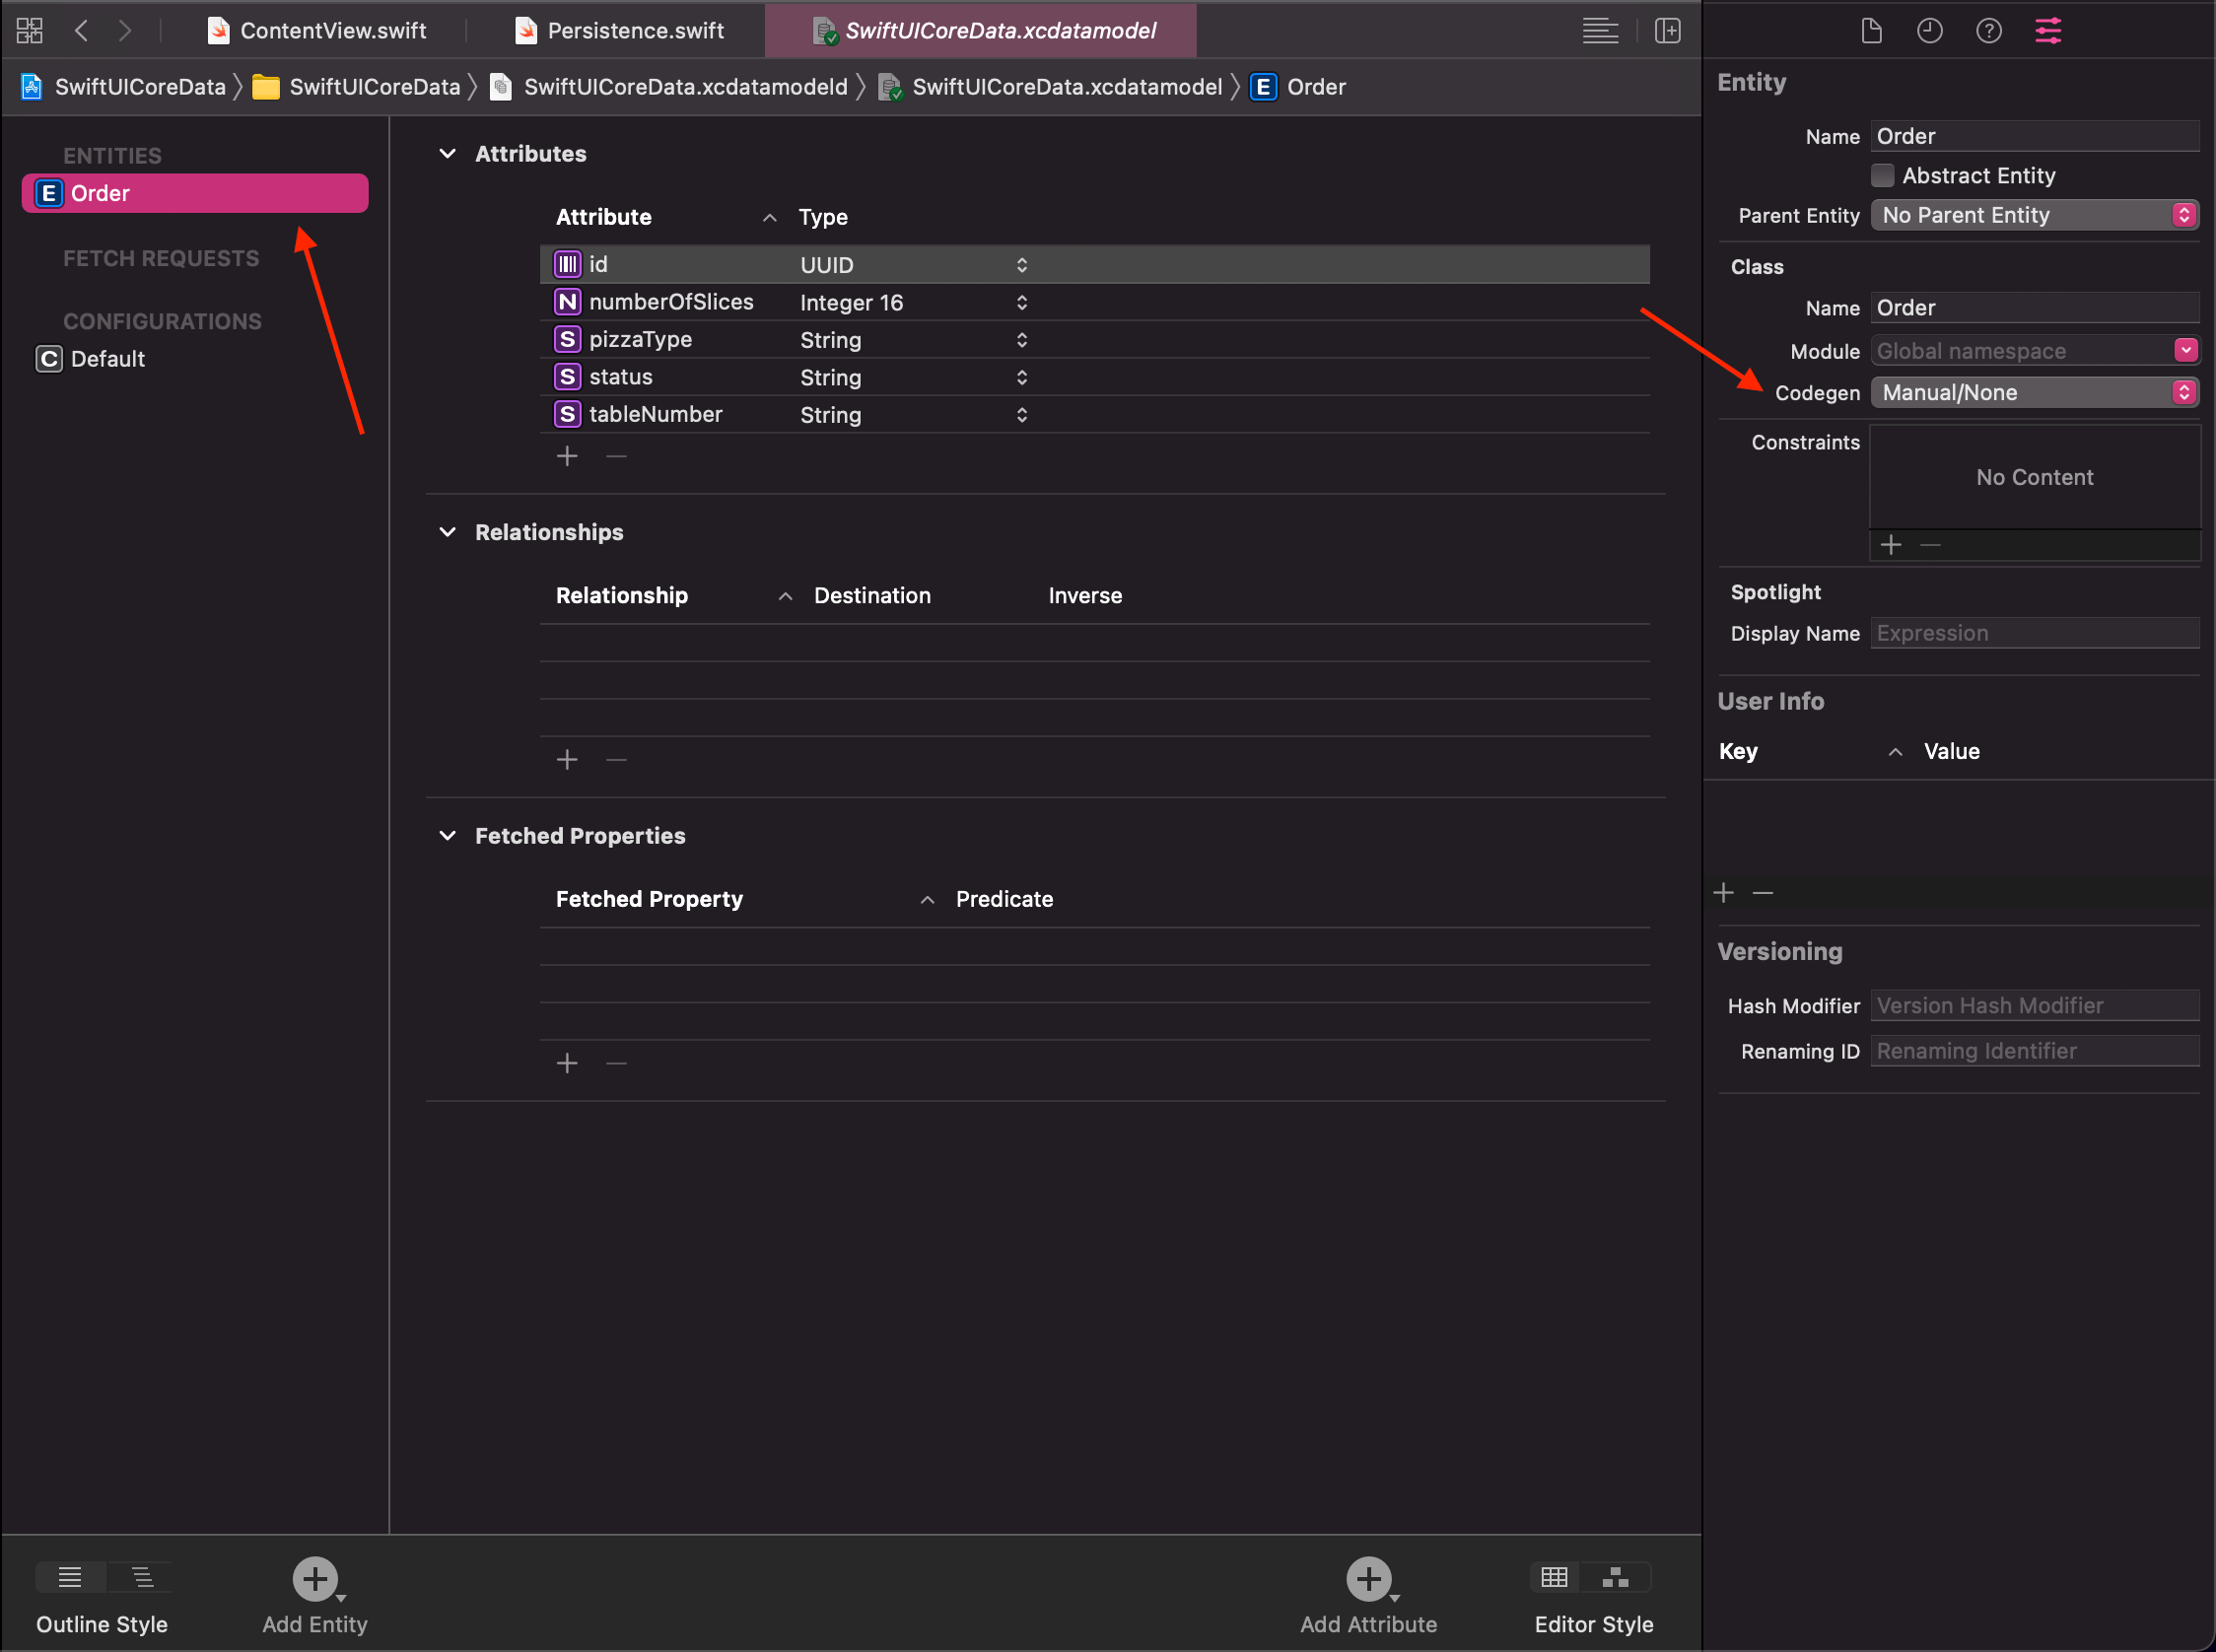 ContentView.swift Persistence.swift SwiftUICoreData.xcdatamodel
SwiftUICoreData SwiftUICoreData SwiftUICoreData.xcdatamodeld SwiftUICoreData.xcdatamodel E Order
ENTITIES
E Order
FETCH REQUESTS
CONFIGURATIONS
C Default
Attributes
Attribute Type
id UUID
N numberOfSlices Integer 16
S pizzaType String
S status String
S tableNumber String
Relationships
Relationship Destination Inverse
Fetched Properties
Fetched Property Predicate
Outline Style Add Entity Add Attribute Editor Style
Entity
Name Order
Abstract Entity
Parent Entity No Parent Entity
Class
Name Order
Module Global namespace
Codegen Manual/None
Constraints
No Content
Spotlight
Display Name Expression
User Info
Key Value
Versioning
Hash Modifier Version Hash Modifier
Renaming ID Renaming Identifier